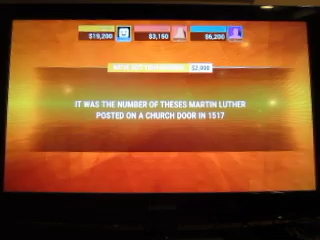 $19,200 $3,160 $6,200
$2,000
IT WAS THE NUMBER OF THESES MARTIN LUTHER
POSTED ON A CHURCH DOOR IN 1517